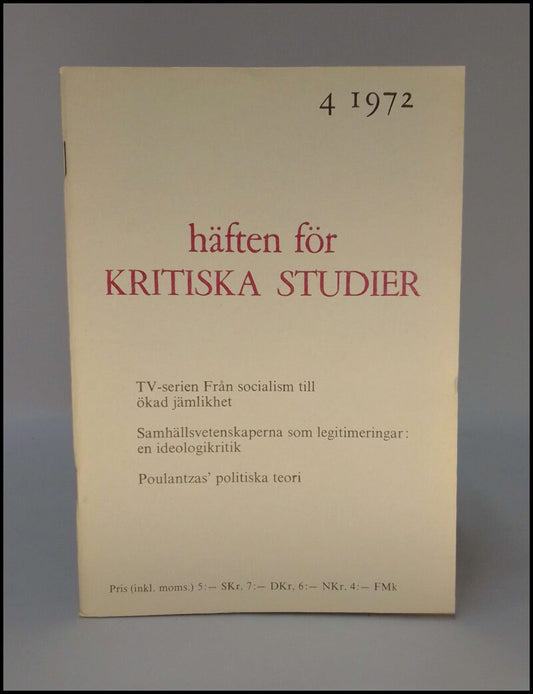 4 1972
häften för
KRITISKA STUDIER
TV-serien Från socialism till
ökad jämlikhet
Samhällsvetenskaperna som legitimeringar:
en ideologikritik
Poulantzas' politiska teori
Pris (inkl. moms:) 5:— SKr, 7:— DKr, 6:— NKr, 4:— FMk